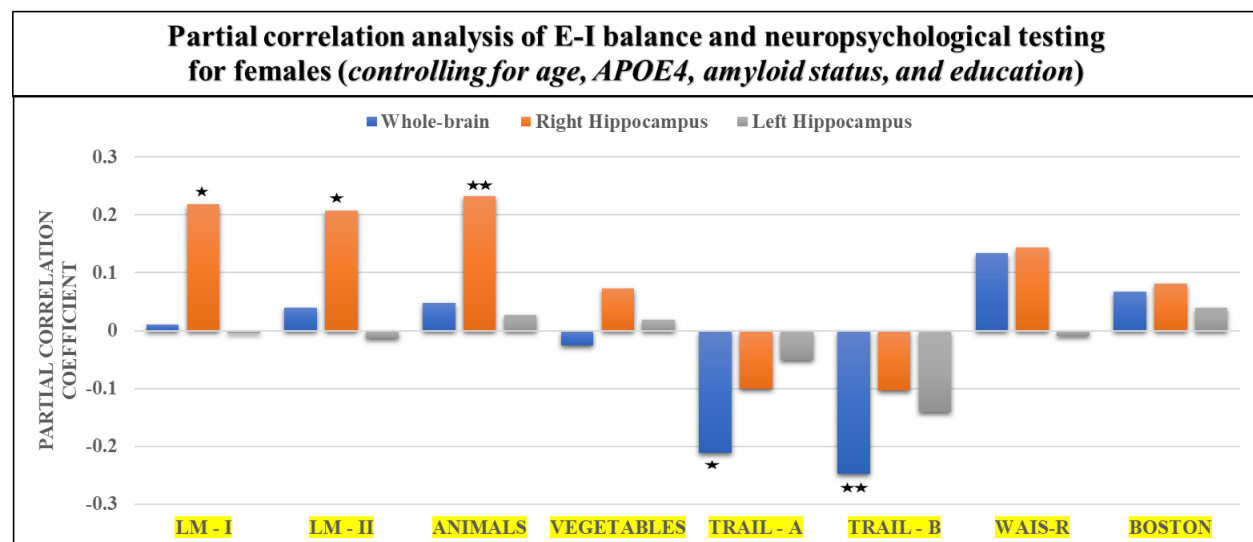 Partial correlation analysis of E-I balance and neuropsychological testing
for females (controlling for age, APOE4, amyloid status, and education)
Whole-brain Right Hippocampus Left Hippocampus
PARTIAL CORRELATION
COEFFICIENT
0.3
0.2
0.1
0
-0.1
-0.2
-0.3
LM - I LM - II ANIMALS VEGETABLES TRAIL - A TRAIL - B WAIS-R BOSTON